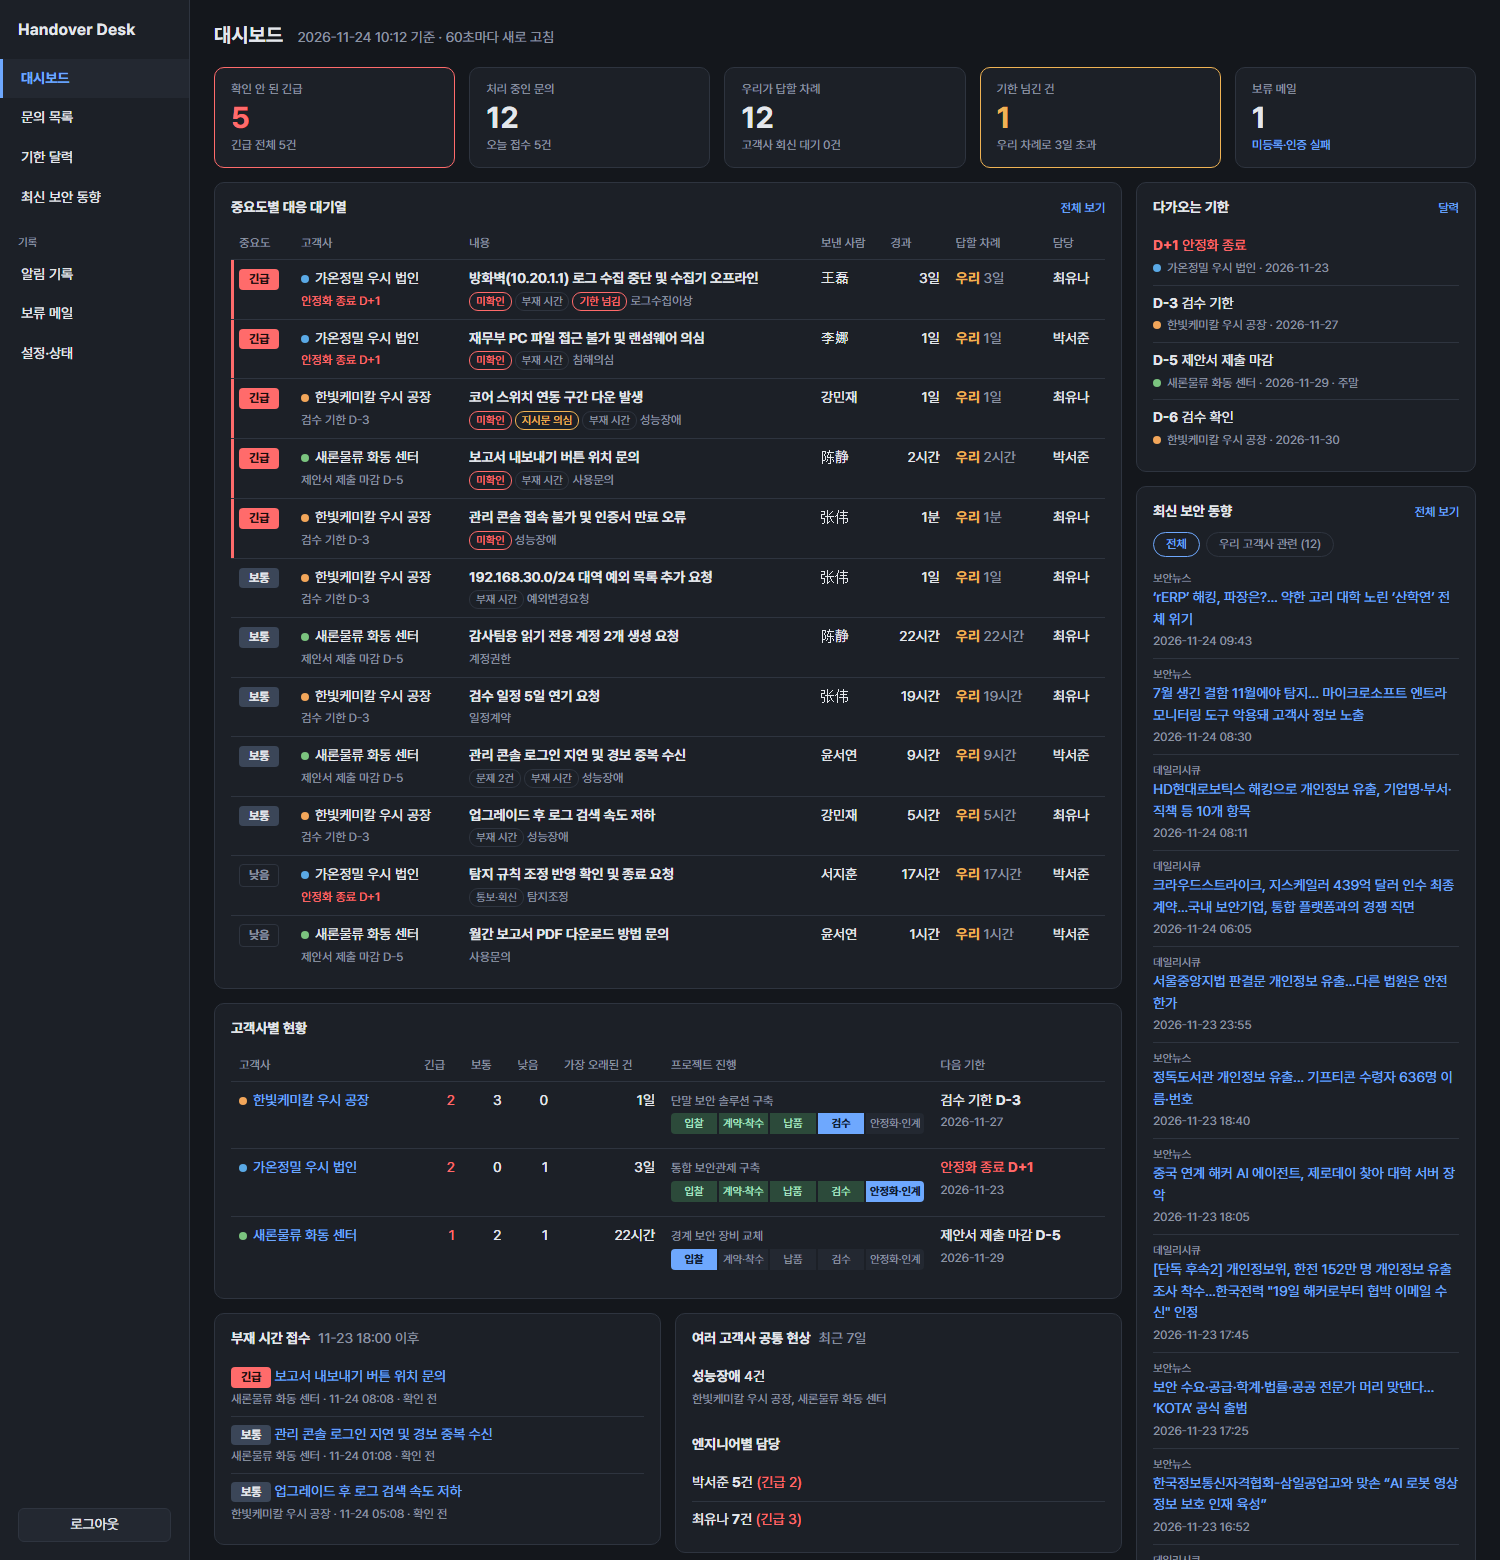 Handover Desk
대시보드
문의 목록
기한 달력
최신 보안 동향
기록
알림 기록
보류 메일
설정·상태
로그아웃
대시보드 2026-11-24 10:12 기준 · 60초마다 새로 고침
확인 안 된 긴급
5
긴급 전체 5건
처리 중인 문의
12
오늘 접수 5건
우리가 답할 차례
12
고객사 회신 대기 0건
기한 넘긴 건
1
우리 차례로 3일 초과
보류 메일
1
미등록·인증 실패
중요도별 대응 대기열 전체 보기
중요도 고객사 내용 보낸 사람 경과 답할 차례 담당
긴급 가온정밀 우시 법인 방화벽(10.20.1.1) 로그 수집 중단 및 수집기 오프라인 王磊 3일 우리 3일 최유나
안정화 종료 D+1 미확인 부재 시간 기한 넘김 로그수집이상
긴급 가온정밀 우시 법인 재무부 PC 파일 접근 불가 및 랜섬웨어 의심 李娜 1일 우리 1일 박서준
안정화 종료 D+1 미확인 부재 시간 침해의심
긴급 한빛케미칼 우시 공장 코어 스위치 연동 구간 다운 발생 강민재 1일 우리 1일 최유나
검수 기한 D-3 미확인 지시문 의심 부재 시간 성능장애
긴급 새론물류 화동 센터 보고서 내보내기 버튼 위치 문의 陈静 2시간 우리 2시간 박서준
제안서 제출 마감 D-5 미확인 부재 시간 사용문의
긴급 한빛케미칼 우시 공장 관리 콘솔 접속 불가 및 인증서 만료 오류 张伟 1분 우리 1분 최유나
검수 기한 D-3 미확인 성능장애
보통 한빛케미칼 우시 공장 192.168.30.0/24 대역 예외 목록 추가 요청 张伟 1일 우리 1일 최유나
검수 기한 D-3 부재 시간 예외변경요청
보통 새론물류 화동 센터 감사팀용 읽기 전용 계정 2개 생성 요청 陈静 22시간 우리 22시간 최유나
제안서 제출 마감 D-5 계정권한
보통 한빛케미칼 우시 공장 검수 일정 5일 연기 요청 张伟 19시간 우리 19시간 최유나
검수 기한 D-3 일정계약
보통 새론물류 화동 센터 관리 콘솔 로그인 지연 및 경보 중복 수신 윤서연 9시간 우리 9시간 박서준
제안서 제출 마감 D-5 문제 2건 부재 시간 성능장애
보통 한빛케미칼 우시 공장 업그레이드 후 로그 검색 속도 저하 강민재 5시간 우리 5시간 최유나
검수 기한 D-3 부재 시간 성능장애
낮음 가온정밀 우시 법인 탐지 규칙 조정 반영 확인 및 종료 요청 서지훈 17시간 우리 17시간 박서준
안정화 종료 D+1 통보·회신 탐지조정
낮음 새론물류 화동 센터 월간 보고서 PDF 다운로드 방법 문의 윤서연 1시간 우리 1시간 박서준
제안서 제출 마감 D-5 사용문의
고객사별 현황
고객사 긴급 보통 낮음 가장 오래된 건 프로젝트 진행 다음 기한
한빛케미칼 우시 공장 2 3 0 1일 단말 보안 솔루션 구축 검수 기한 D-3
입찰 계약·착수 납품 검수 안정화·인계 2026-11-27
가온정밀 우시 법인 2 0 1 3일 통합 보안관제 구축 안정화 종료 D+1
입찰 계약·착수 납품 검수 안정화·인계 2026-11-23
새론물류 화동 센터 1 2 1 22시간 경계 보안 장비 교체 제안서 제출 마감 D-5
입찰 계약·착수 납품 검수 안정화·인계 2026-11-29
부재 시간 접수 11-23 18:00 이후
긴급 보고서 내보내기 버튼 위치 문의
새론물류 화동 센터 · 11-24 08:08 · 확인 전
보통 관리 콘솔 로그인 지연 및 경보 중복 수신
새론물류 화동 센터 · 11-24 01:08 · 확인 전
보통 업그레이드 후 로그 검색 속도 저하
한빛케미칼 우시 공장 · 11-24 05:08 · 확인 전
여러 고객사 공통 현상 최근 7일
성능장애 4건
한빛케미칼 우시 공장, 새론물류 화동 센터
엔지니어별 담당
박서준 5건 (긴급 2)
최유나 7건 (긴급 3)
다가오는 기한 달력
D+1 안정화 종료
가온정밀 우시 법인 · 2026-11-23
D-3 검수 기한
한빛케미칼 우시 공장 · 2026-11-27
D-5 제안서 제출 마감
새론물류 화동 센터 · 2026-11-29 · 주말
D-6 검수 확인
한빛케미칼 우시 공장 · 2026-11-30
최신 보안 동향 전체 보기
전체 우리 고객사 관련 (12)
보안뉴스
‘rERP’ 해킹, 파장은?... 약한 고리 대학 노린 ‘산학연’ 전
체 위기
2026-11-24 09:43
보안뉴스
7월 생긴 결함 11월에야 탐지... 마이크로소프트 엔트라
모니터링 도구 악용돼 고객사 정보 노출
2026-11-24 08:30
데일리시큐
HD현대로보틱스 해킹으로 개인정보 유출, 기업명·부서·
직책 등 10개 항목
2026-11-24 08:11
데일리시큐
크라우드스트라이크, 지스케일러 439억 달러 인수 최종
계약...국내 보안기업, 통합 플랫폼과의 경쟁 직면
2026-11-24 06:05
데일리시큐
서울중앙지법 판결문 개인정보 유출...다른 법원은 안전
한가
2026-11-23 23:55
보안뉴스
정독도서관 개인정보 유출... 기프티콘 수령자 636명 이
름·번호
2026-11-23 18:40
보안뉴스
중국 연계 해커 AI 에이전트, 제로데이 찾아 대학 서버 장
악
2026-11-23 18:05
데일리시큐
[단독 후속2] 개인정보위, 한전 152만 명 개인정보 유출
조사 착수...한국전력 "19일 해커로부터 협박 이메일 수
신" 인정
2026-11-23 17:45
보안뉴스
보안 수요·공급·학계·법률·공공 전문가 머리 맞댄다...
‘KOTA’ 공식 출범
2026-11-23 17:25
보안뉴스
한국정보통신자격협회-삼일공업고와 맞손 “AI 로봇 영상
정보 보호 인재 육성”
2026-11-23 16:52